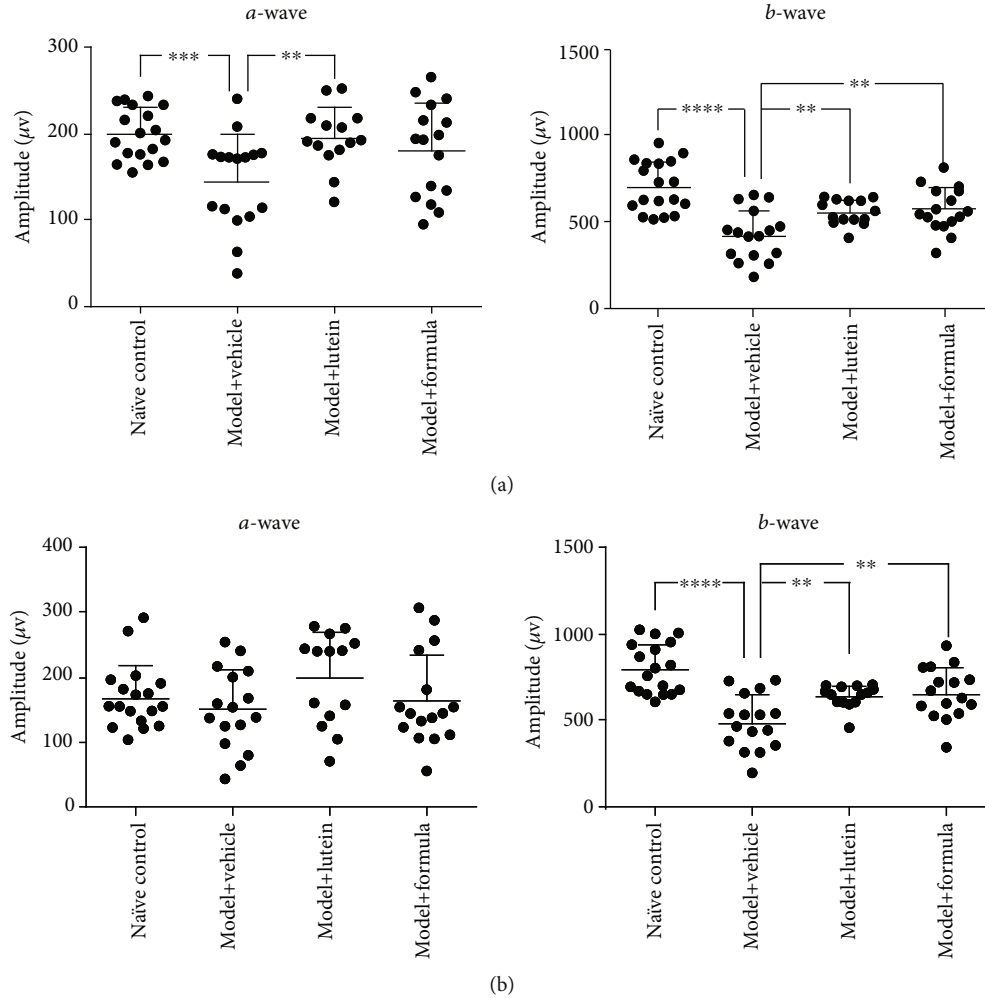 a-wave
b-wave
Amplitude (μv)
300
200
100
0
*** **
Naïve control
Model+vehicle
Model+lutein
Model+formula
Amplitude (μv)
1500
1000
500
0
**
**** **
Naïve control
Model+vehicle
Model+lutein
Model+formula
(a)
a-wave
b-wave
Amplitude (μv)
400
300
200
100
0
Naïve control
Model+vehicle
Model+lutein
Model+formula
Amplitude (μv)
1500
1000
500
0
**
**** **
Naïve control
Model+vehicle
Model+lutein
Model+formula
(b)